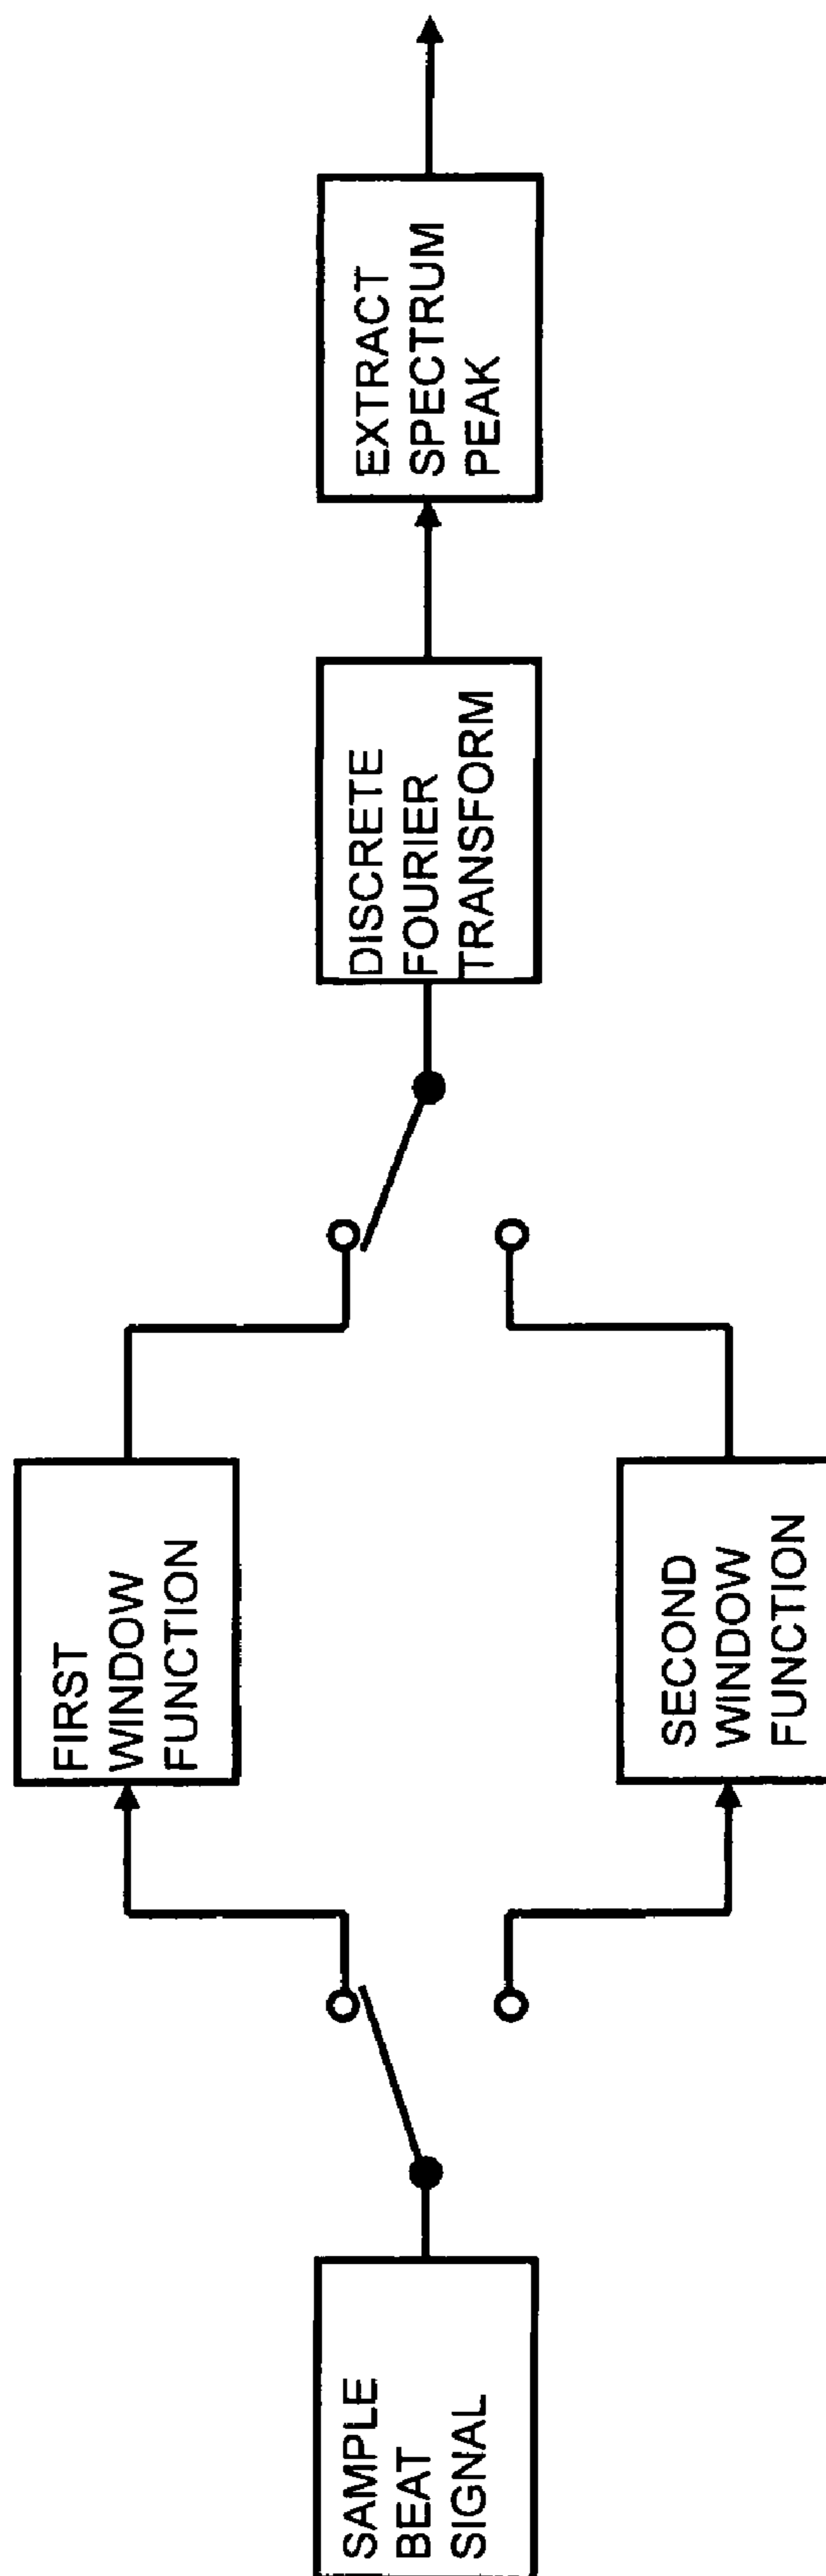 SAMPLE
BEAT
SIGNAL
FIRST
WINDOW
FUNCTION
SECOND
WINDOW
FUNCTION
DISCRETE
FOURIER
TRANSFORM
EXTRACT
SPECTRUM
PEAK